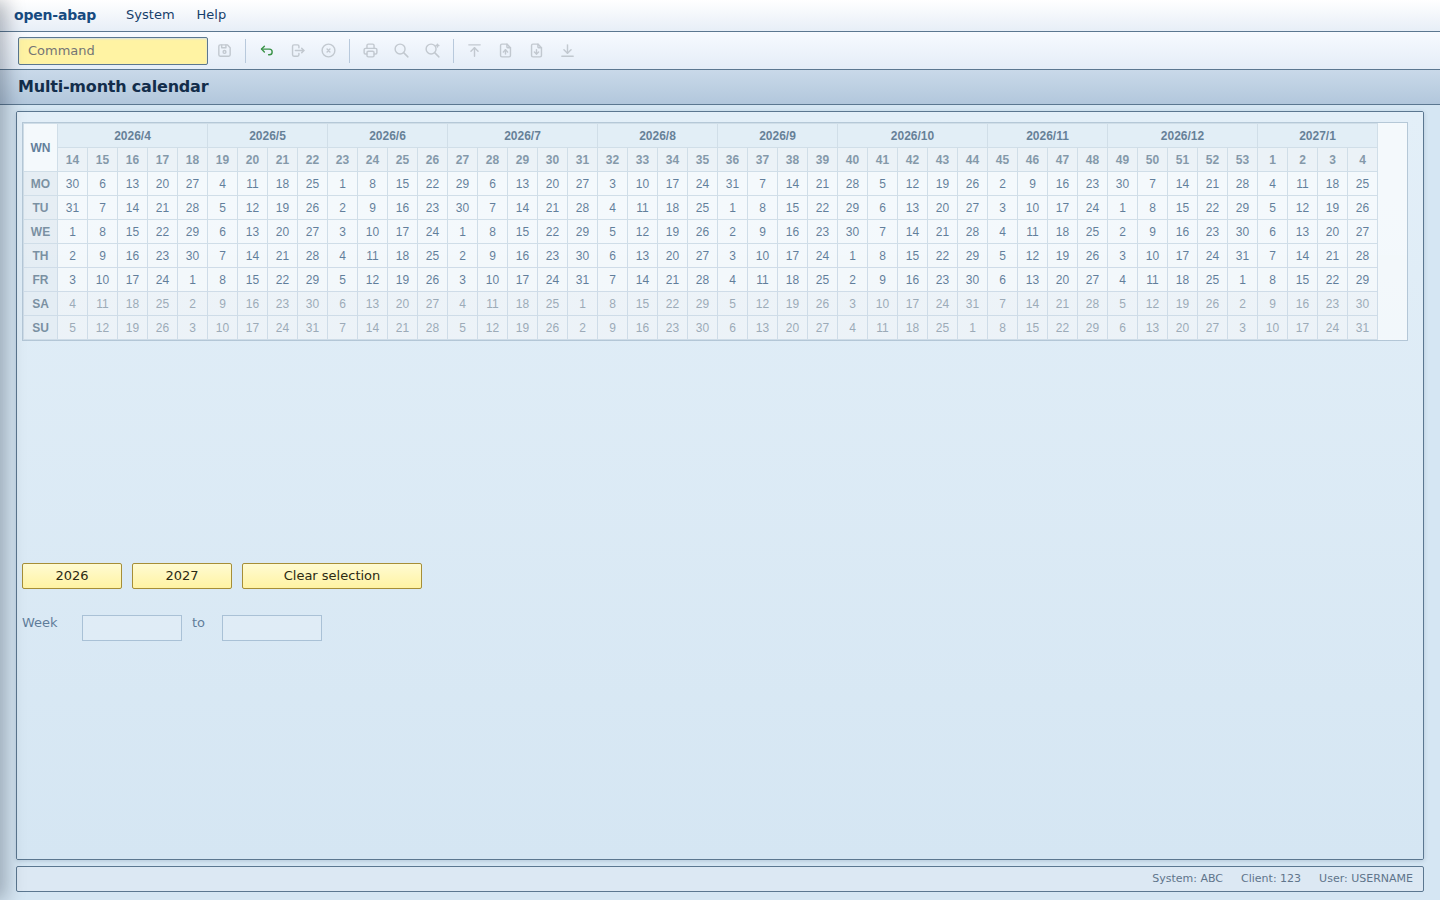 open-abap System Help
Command
Multi-month calendar
WN 2026/4 2026/5 2026/6 2026/7 2026/8 2026/9 2026/10 2026/11 2026/12 2027/1
14 15 16 17 18 19 20 21 22 23 24 25 26 27 28 29 30 31 32 33 34 35 36 37 38 39 40 41 42 43 44 45 46 47 48 49 50 51 52 53 1 2 3 4
MO 30 6 13 20 27 4 11 18 25 1 8 15 22 29 6 13 20 27 3 10 17 24 31 7 14 21 28 5 12 19 26 2 9 16 23 30 7 14 21 28 4 11 18 25
TU 31 7 14 21 28 5 12 19 26 2 9 16 23 30 7 14 21 28 4 11 18 25 1 8 15 22 29 6 13 20 27 3 10 17 24 1 8 15 22 29 5 12 19 26
WE 1 8 15 22 29 6 13 20 27 3 10 17 24 1 8 15 22 29 5 12 19 26 2 9 16 23 30 7 14 21 28 4 11 18 25 2 9 16 23 30 6 13 20 27
TH 2 9 16 23 30 7 14 21 28 4 11 18 25 2 9 16 23 30 6 13 20 27 3 10 17 24 1 8 15 22 29 5 12 19 26 3 10 17 24 31 7 14 21 28
FR 3 10 17 24 1 8 15 22 29 5 12 19 26 3 10 17 24 31 7 14 21 28 4 11 18 25 2 9 16 23 30 6 13 20 27 4 11 18 25 1 8 15 22 29
SA 4 11 18 25 2 9 16 23 30 6 13 20 27 4 11 18 25 1 8 15 22 29 5 12 19 26 3 10 17 24 31 7 14 21 28 5 12 19 26 2 9 16 23 30
SU 5 12 19 26 3 10 17 24 31 7 14 21 28 5 12 19 26 2 9 16 23 30 6 13 20 27 4 11 18 25 1 8 15 22 29 6 13 20 27 3 10 17 24 31
2026 2027 Clear selection
Week to
System: ABC Client: 123 User: USERNAME